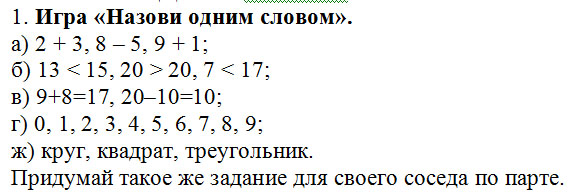 1. Игра «Назови одним словом».
а) 2 + 3, 8 – 5, 9 + 1;
б) 13 < 15, 20 > 20, 7 < 17;
в) 9+8=17, 20–10=10;
г) 0, 1, 2, 3, 4, 5, 6, 7, 8, 9;
ж) круг, квадрат, треугольник.
Придумай такое же задание для своего соседа по парте.